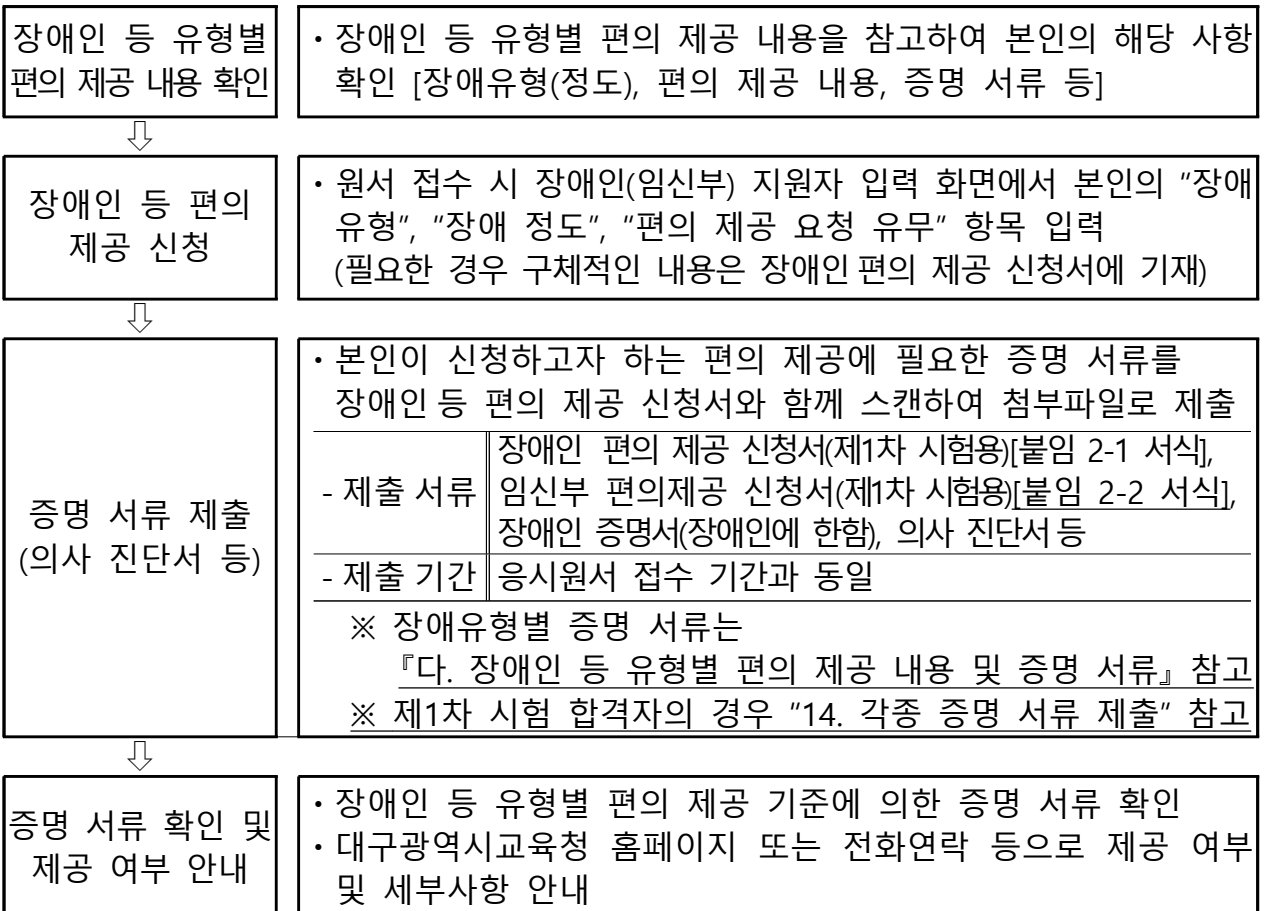 장애인 등 유형별
편의 제공 내용 확인
· 장애인 등 유형별 편의 제공 내용을 참고하여 본인의 해당 사항
확인 [장애유형(정도), 편의 제공 내용, 증명 서류 등]
⇩
장애인 등 편의
제공 신청
· 원서 접수 시 장애인(임신부) 지원자 입력 화면에서 본인의 "장애
유형", "장애 정도", "편의 제공 요청 유무" 항목 입력
(필요한 경우 구체적인 내용은 장애인 편의 제공 신청서에 기재)
⇩
증명 서류 제출
(의사 진단서 등)
· 본인이 신청하고자 하는 편의 제공에 필요한 증명 서류를
장애인 등 편의 제공 신청서와 함께 스캔하여 첨부파일로 제출
- 제출 서류
장애인 편의 제공 신청서(제1차 시험용)[붙임 2-1 서식],
임신부 편의제공 신청서(제1차 시험용)[붙임 2-2 서식],
장애인 증명서(장애인에 한함), 의사 진단서 등
- 제출 기간 응시원서 접수 기간과 동일
※ 장애유형별 증명 서류는
『다. 장애인 등 유형별 편의 제공 내용 및 증명 서류』 참고
※ 제1차 시험 합격자의 경우 "14. 각종 증명 서류 제출" 참고
⇩
증명 서류 확인 및
제공 여부 안내
· 장애인 등 유형별 편의 제공 기준에 의한 증명 서류 확인
· 대구광역시교육청 홈페이지 또는 전화연락 등으로 제공 여부
및 세부사항 안내